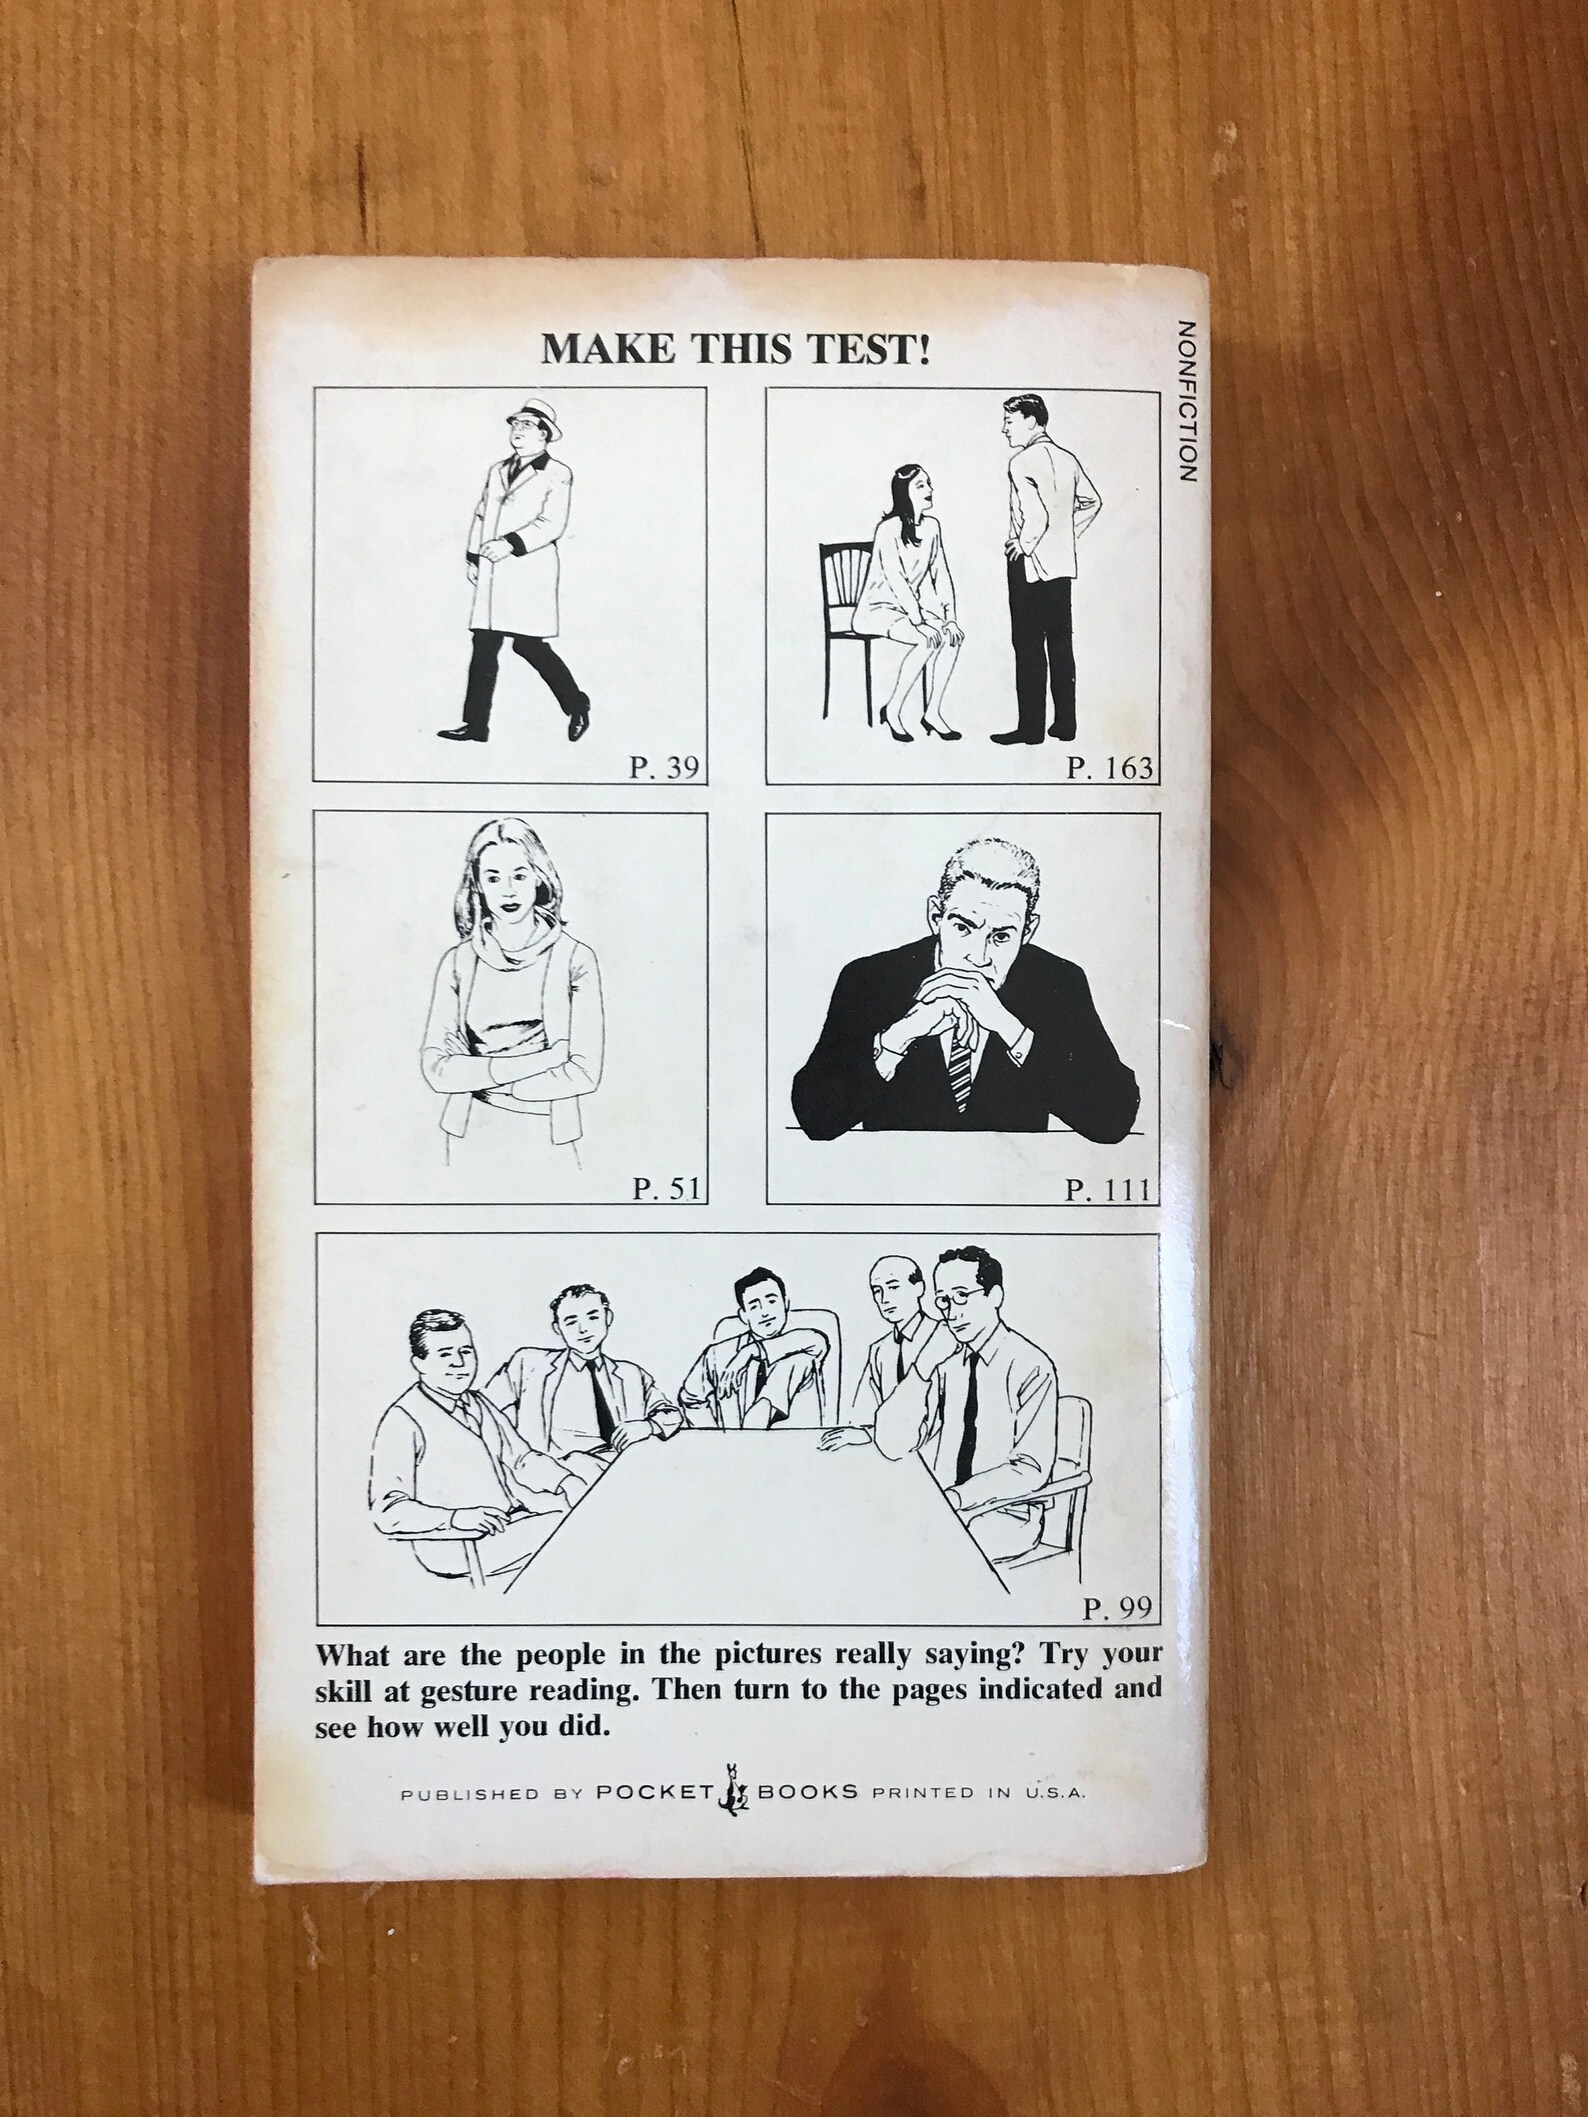 MAKE THIS TEST!
NONFICTION
P. 39
P. 163
P. 51
P. 111
P. 99
What are the people in the pictures really saying? Try your
skill at gesture reading. Then turn to the pages indicated and
see how well you did.
PUBLISHED BY POCKET BOOKS PRINTED IN U.S.A.